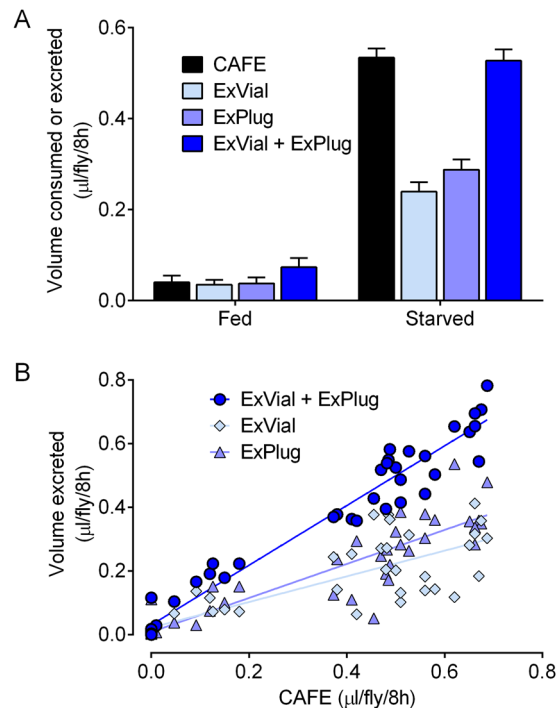 A
Volume consumed or excreted
(µl/fly/8h)
0.6
0.4
0.2
0.0
CAFE
ExVial
ExPlug
ExVial + ExPlug
Fed
Starved
B
Volume excreted
(µl/fly/8h)
0.8
0.6
0.4
0.2
0.0
ExVial + ExPlug
ExVial
ExPlug
0.0
0.2
0.4
0.6
0.8
CAFE (µl/fly/8h)